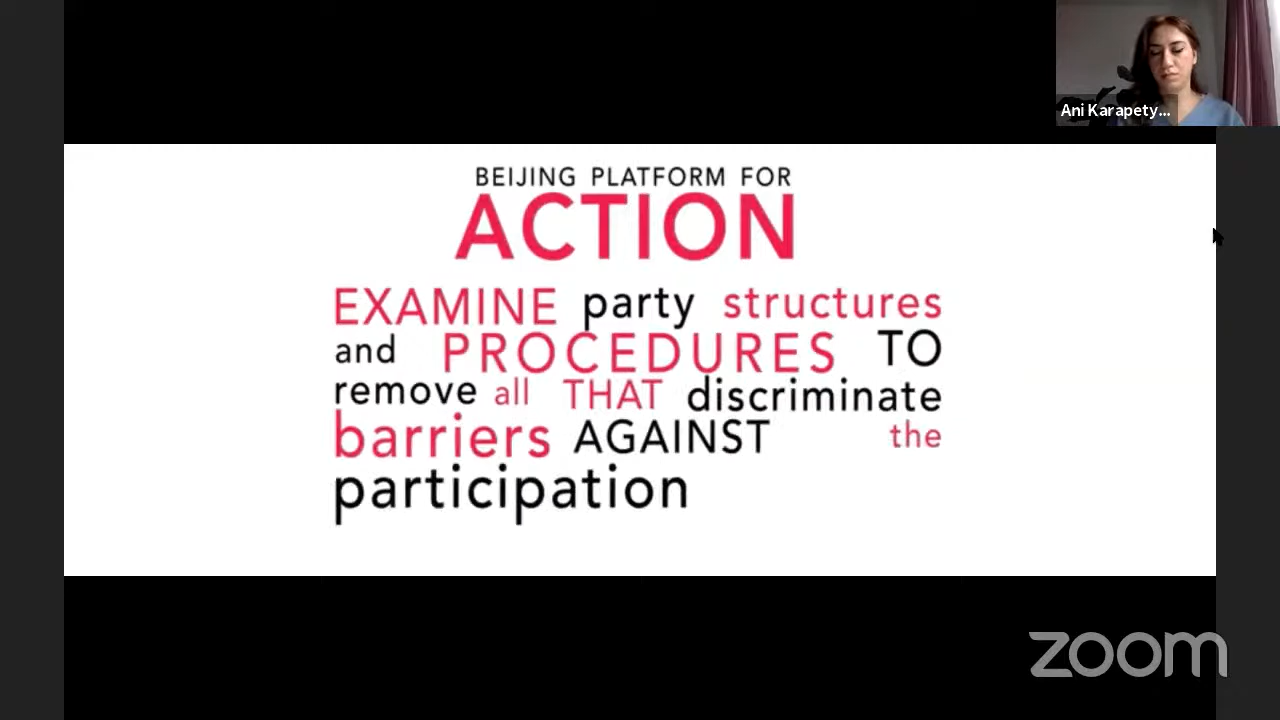 Ani Karapety...
BEIJING PLATFORM FOR
ACTION
EXAMINE party structures
and PROCEDURES TO
remove all THAT discriminate
barriers AGAINST the
participation
zoom